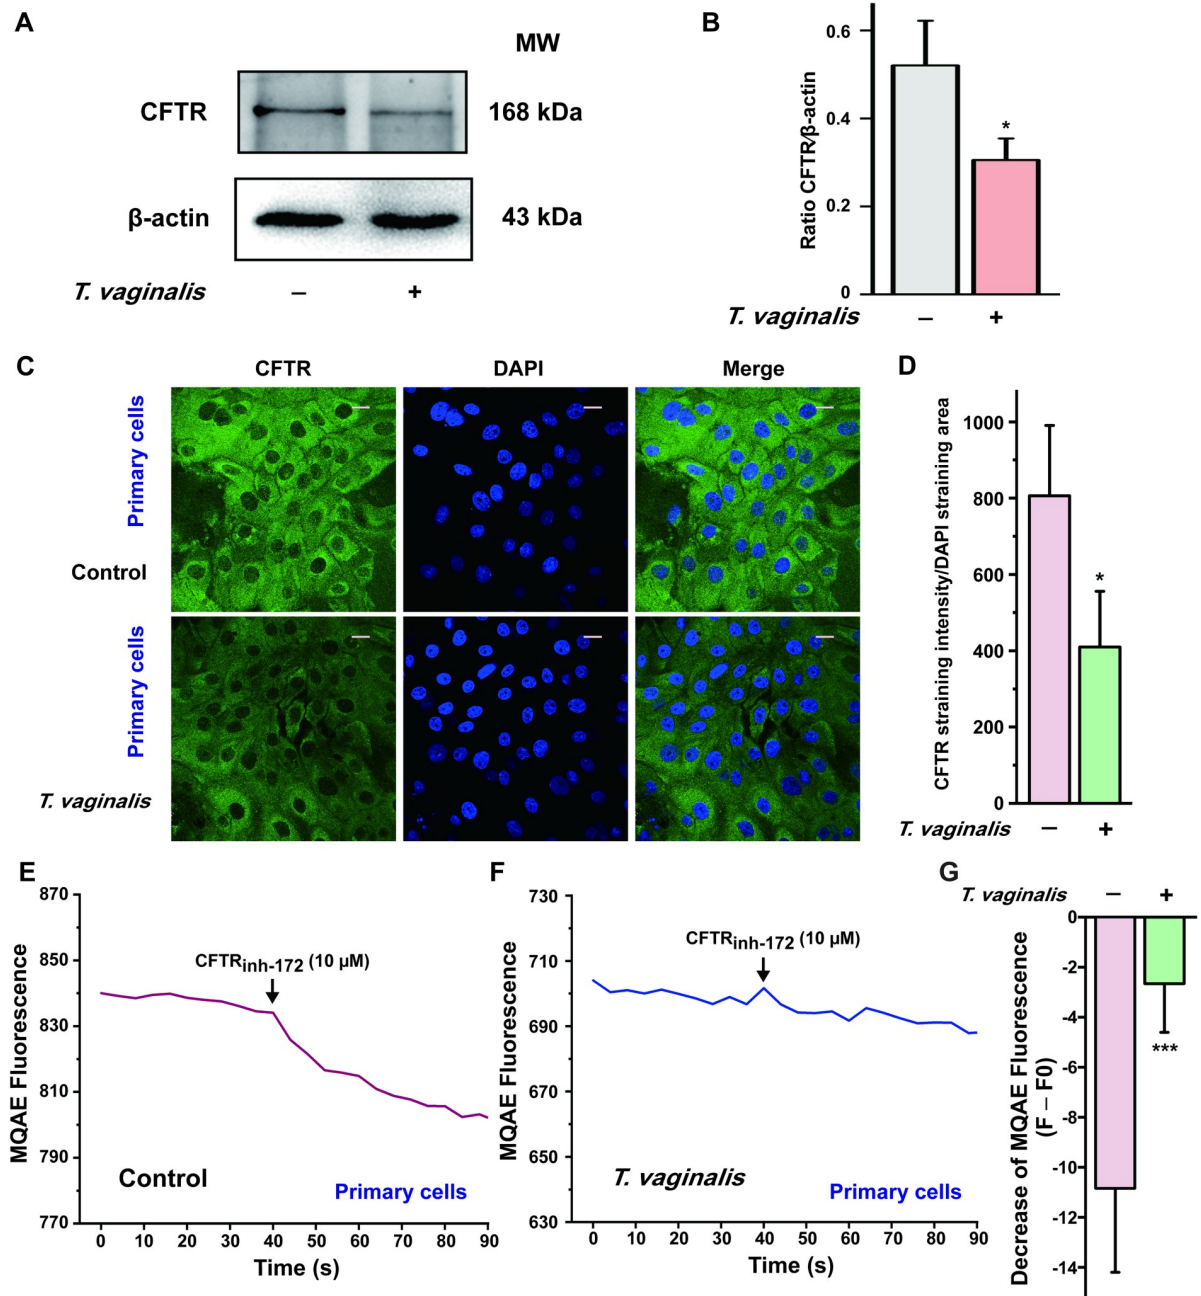 A
MW
CFTR
168 kDa
β-actin
43 kDa
T. vaginalis
–
+
B
Ratio CFTR/β-actin
0.6
0.4
0.2
0
T. vaginalis
–
+
C
CFTR
DAPI
Merge
Primary cells
Control
Primary cells
T. vaginalis
D
CFTR straining intensity/DAPI straining area
1000
800
600
400
200
0
T. vaginalis
–
+
E
MQAE Fluorescence
870
850
830
810
790
770
CFTRinh-172 (10 µM)
Control
Primary cells
0 10 20 30 40 50 60 70 80 90
Time (s)
F
MQAE Fluorescence
730
710
690
670
650
630
CFTRinh-172 (10 µM)
T. vaginalis
Primary cells
0 10 20 30 40 50 60 70 80 90
Time (s)
G
T. vaginalis
–
+
Decrease of MQAE Fluorescence
(F – F0)
0
-2
-4
-6
-8
-10
-12
-14
*
*
***